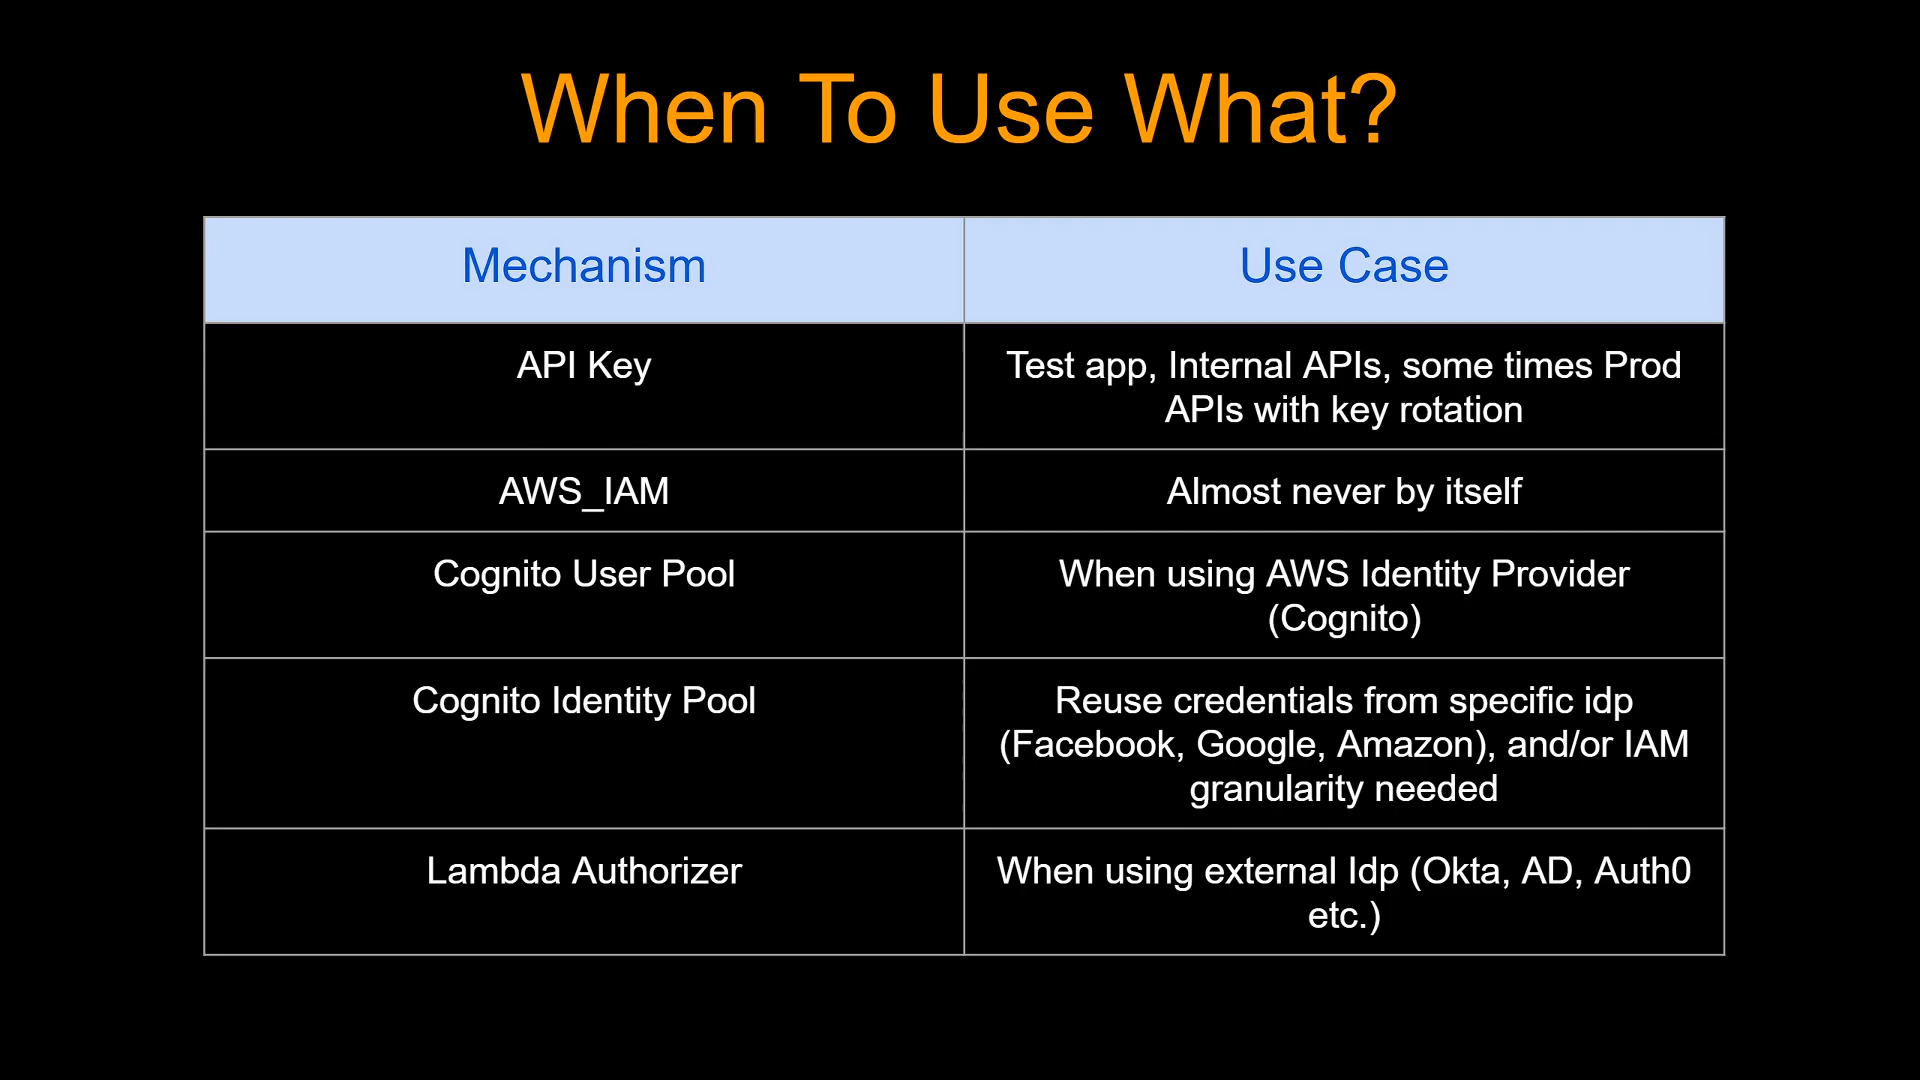 When To Use What?
Mechanism
Use Case
API Key
Test app, Internal APIs, some times Prod
APIs with key rotation
AWS_IAM
Almost never by itself
Cognito User Pool
When using AWS Identity Provider
(Cognito)
Cognito Identity Pool
Reuse credentials from specific idp
(Facebook, Google, Amazon), and/or IAM
granularity needed
Lambda Authorizer
When using external Idp (Okta, AD, Auth0
etc.)